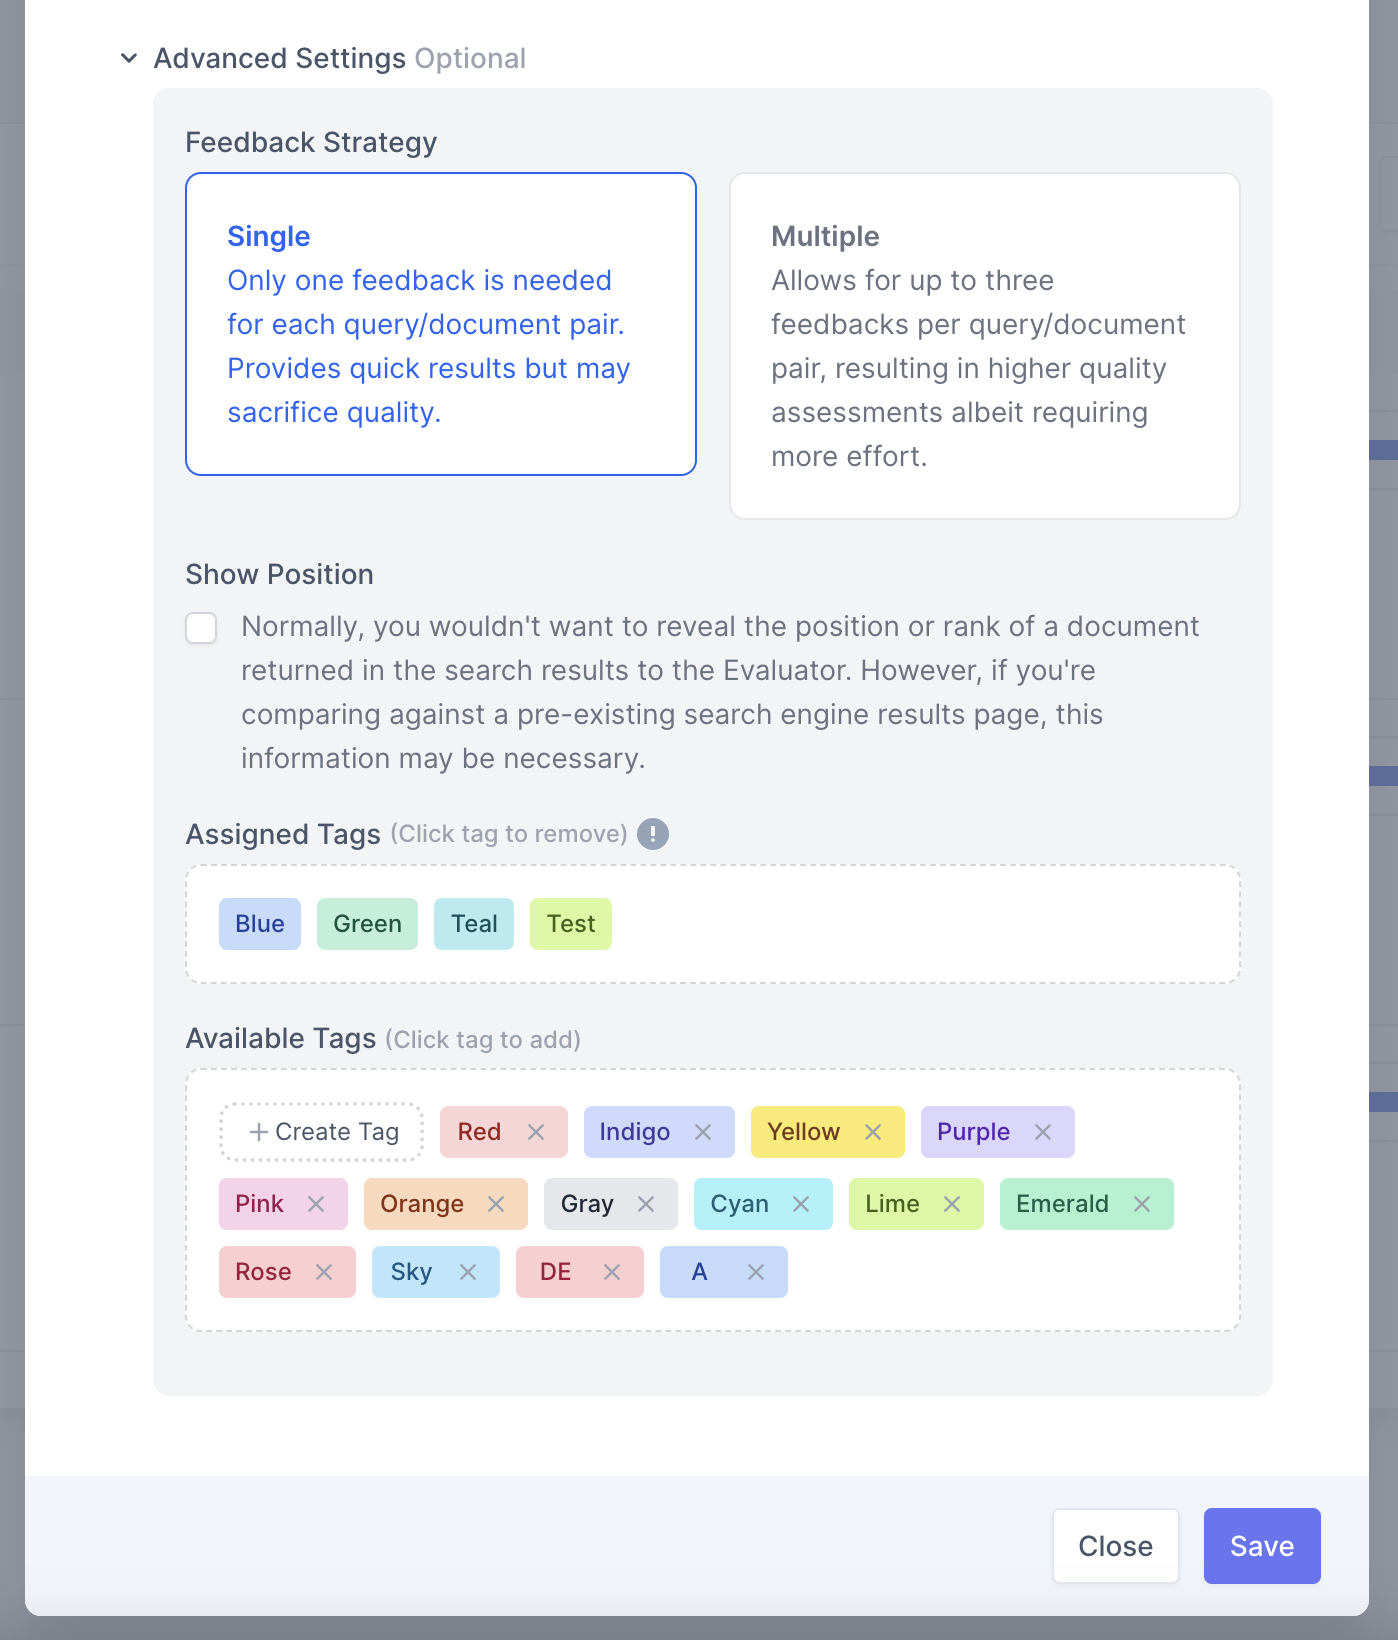 Advanced Settings Optional
Feedback Strategy
Single
Only one feedback is needed
for each query/document pair.
Provides quick results but may
sacrifice quality.
Multiple
Allows for up to three
feedbacks per query/document
pair, resulting in higher quality
assessments albeit requiring
more effort.
Show Position
Normally, you wouldn't want to reveal the position or rank of a document
returned in the search results to the Evaluator. However, if you're
comparing against a pre-existing search engine results page, this
information may be necessary.
Assigned Tags (Click tag to remove) !
Blue Green Teal Test
Available Tags (Click tag to add)
+ Create Tag Red × Indigo × Yellow × Purple ×
Pink × Orange × Gray × Cyan × Lime × Emerald ×
Rose × Sky × DE × A ×
Close Save